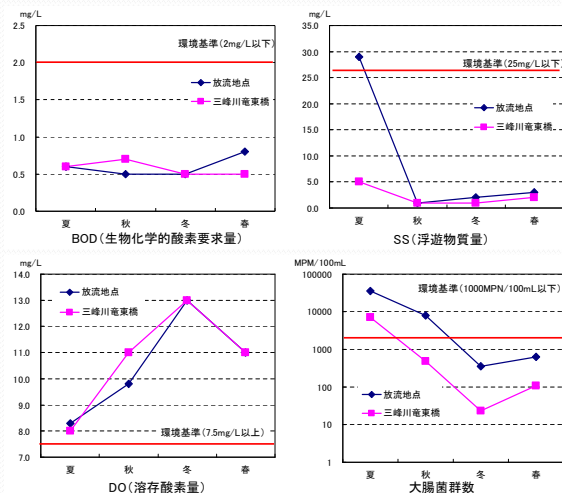 mg/L
2.5
2.0
1.5
1.0
0.5
0.0
環境基準(2mg/L以下)
放流地点
三峰川竜東橋
夏 秋 冬 春
BOD(生物化学的酸素要求量)
mg/L
35.0
30.0
25.0
20.0
15.0
10.0
5.0
0.0
環境基準(25mg/L以下)
放流地点
三峰川竜東橋
夏 秋 冬 春
SS(浮遊物質量)
mg/L
14.0
13.0
12.0
11.0
10.0
9.0
8.0
7.0
放流地点
三峰川竜東橋
環境基準(7.5mg/L以上)
夏 秋 冬 春
DO(溶存酸素量)
MPM/100mL
100000
10000
1000
100
10
1
環境基準(1000MPN/100mL以下)
放流地点
三峰川竜東橋
夏 秋 冬 春
大腸菌群数